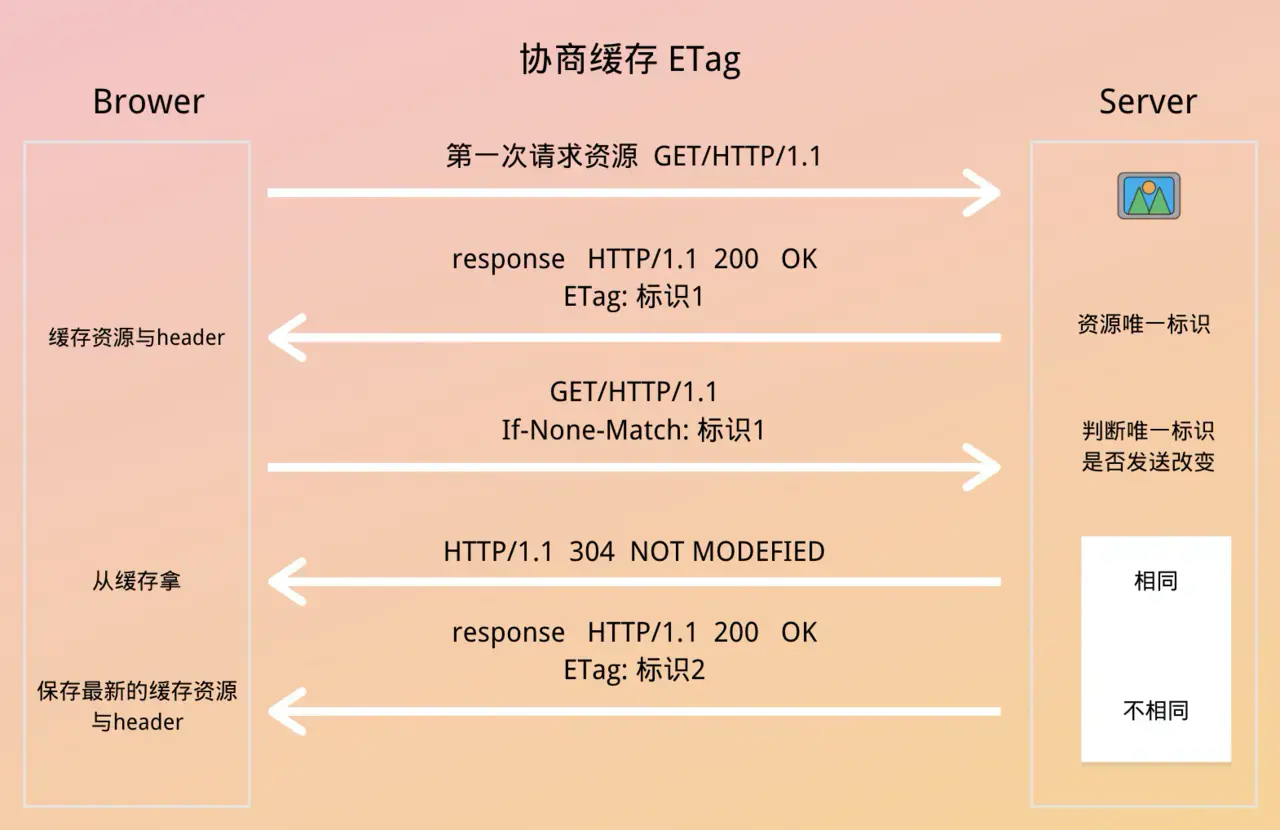 协商缓存 ETag
Brower
Server
第一次请求资源 GET/HTTP/1.1
response HTTP/1.1 200 OK
ETag: 标识1
缓存资源与header
资源唯一标识
GET/HTTP/1.1
If-None-Match: 标识1
判断唯一标识
是否发送改变
HTTP/1.1 304 NOT MODEFIED
从缓存拿
相同
response HTTP/1.1 200 OK
ETag: 标识2
保存最新的缓存资源
与header
不相同